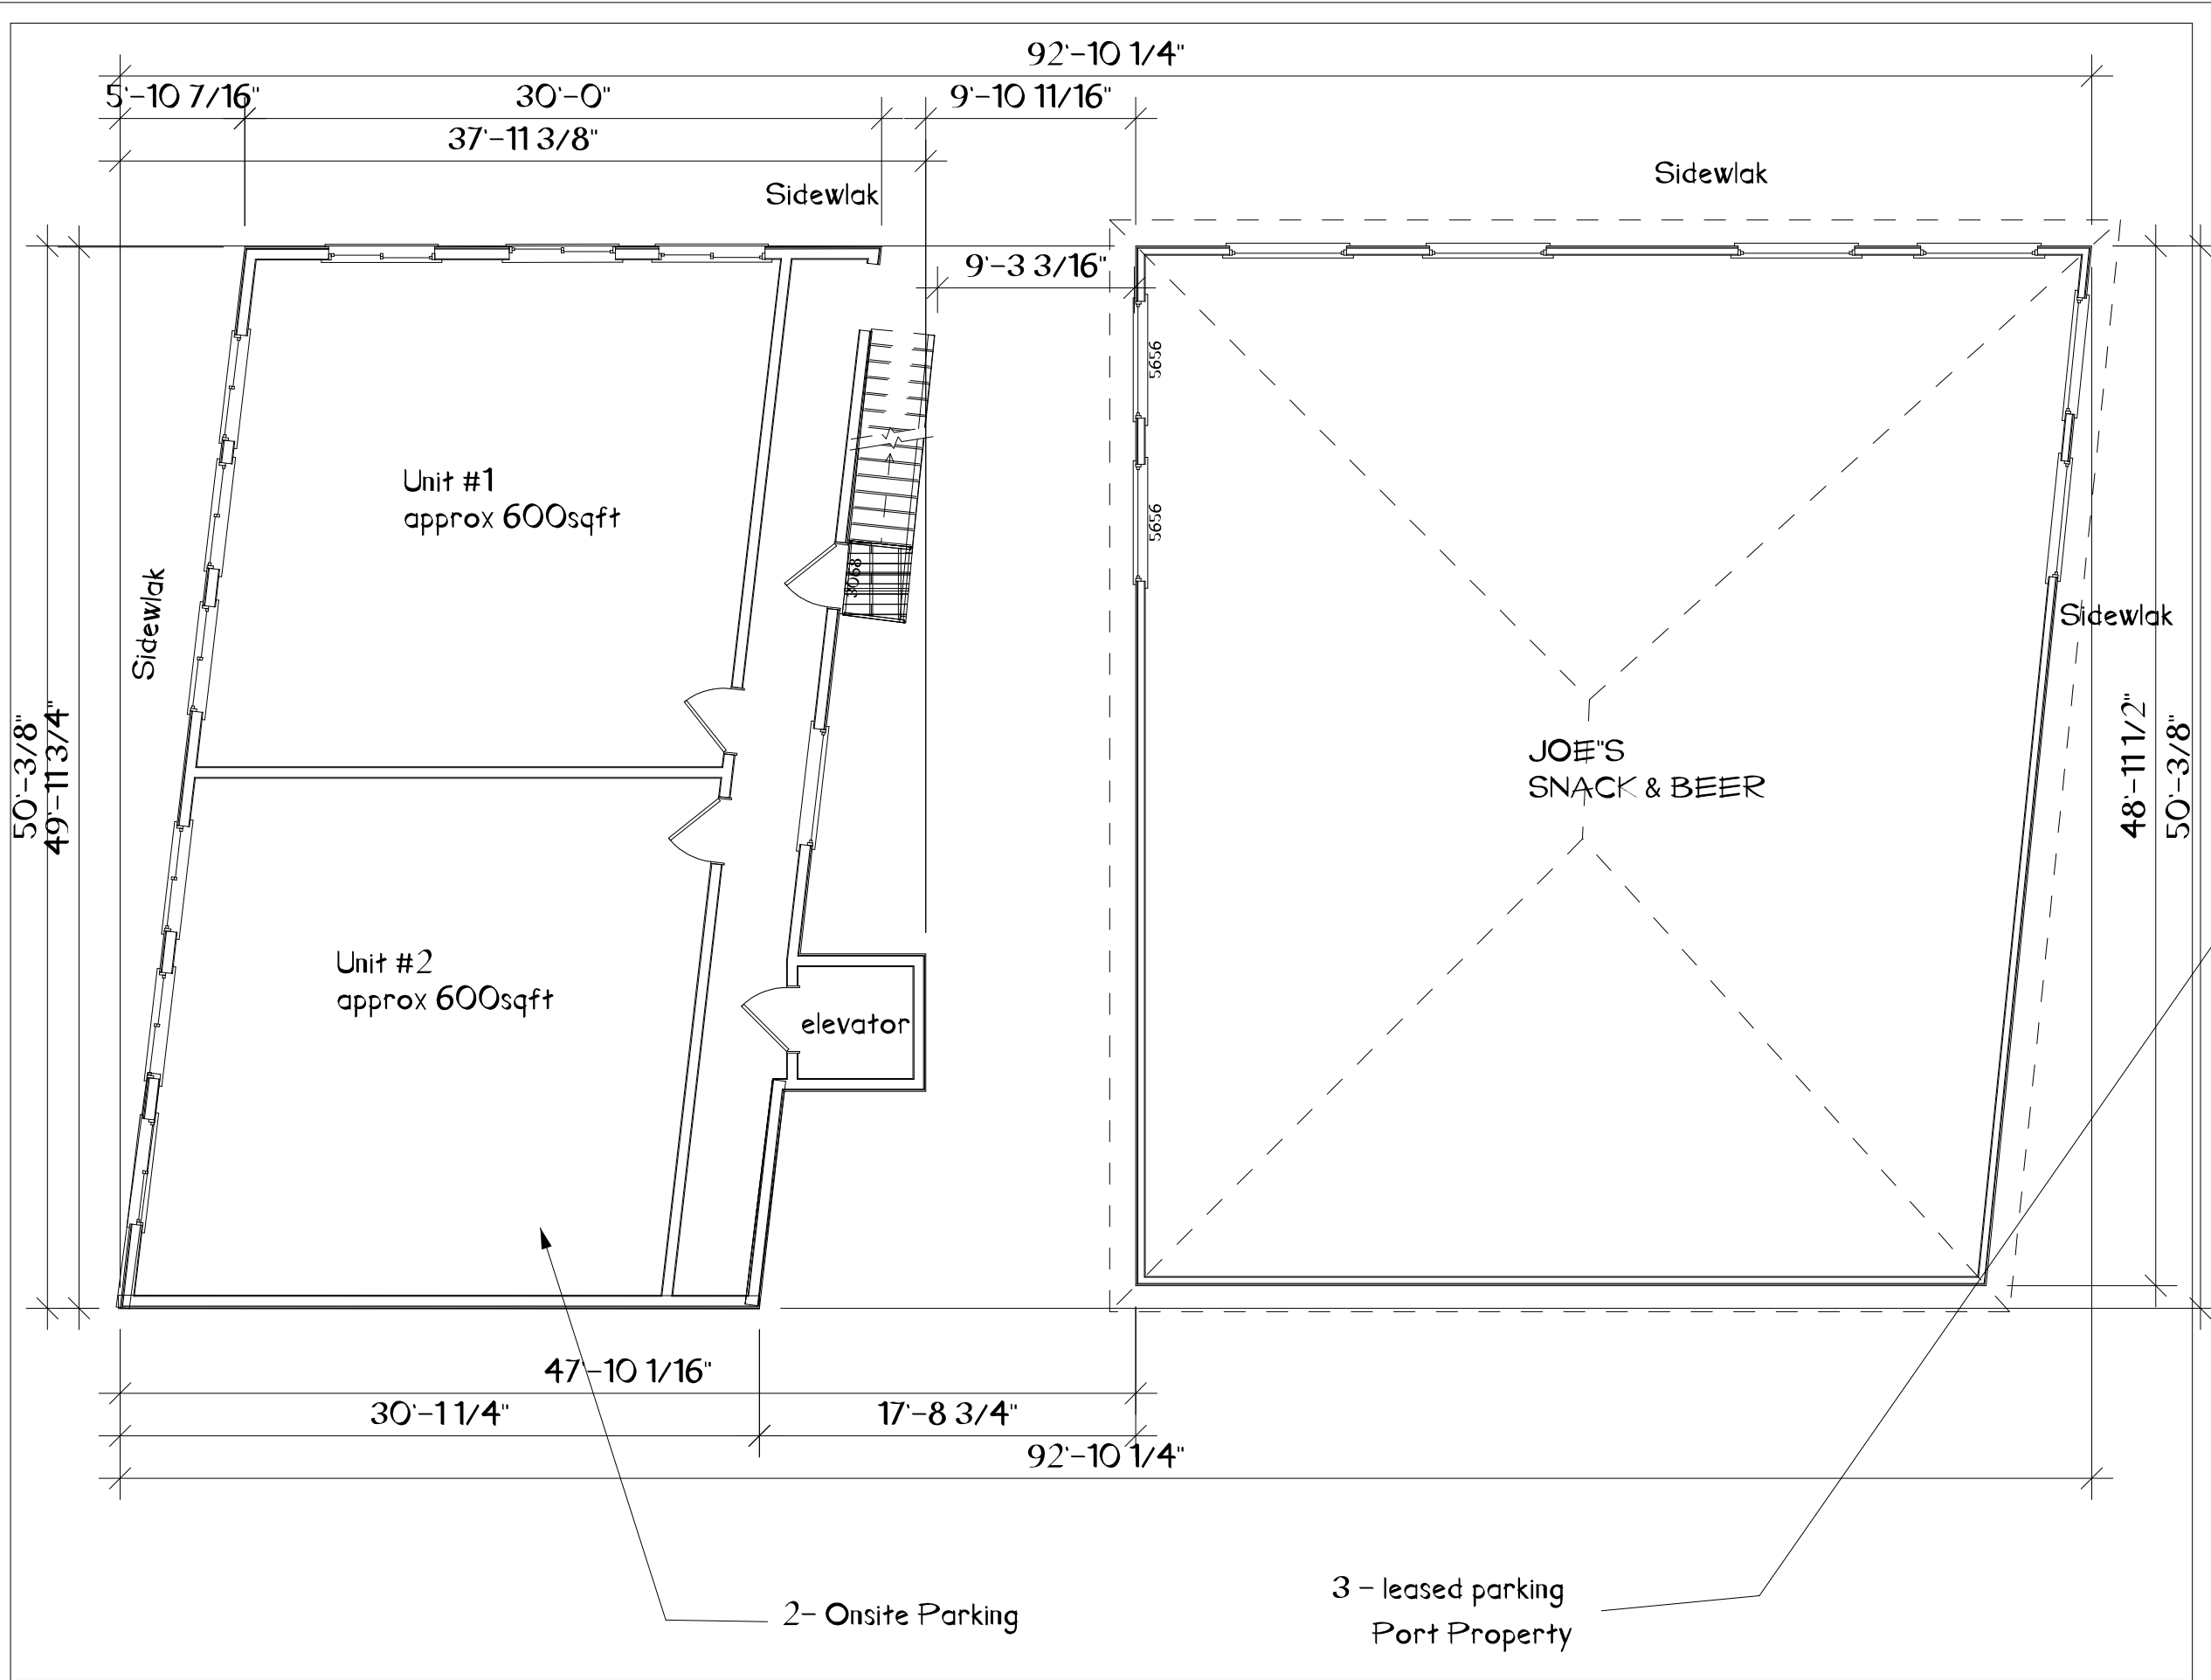 92'-10 1/4"
5'-10 7/16"
30'-0"
9'-10 11/16"
37'-11 3/8"
Sidewlak
Sidewlak
9'-3 3/16"
5656
Unit #1
approx 600sqft
5656
3068
Sidewlak
Sidewlak
50'-3/8"
49'-11 3/4"
JOE"S
SNACK & BEER
48'-11 1/2"
50'-3/8"
Unit #2
approx 600sqft
elevator
47'-10 1/16"
30'-1 1/4"
17'-8 3/4"
92'-10 1/4"
2- Onsite Parking
3 - leased parking
Port Property